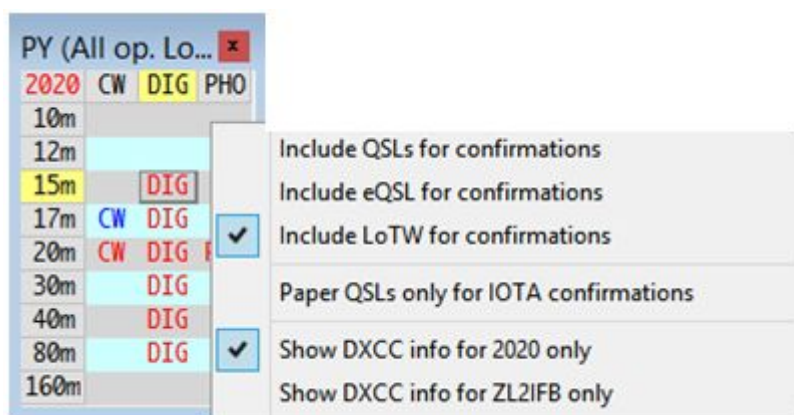 PY (All op. Lo... x
2020 CW DIG PHO
10m
12m
15m DIG
17m CW DIG
20m CW DIG
30m DIG
40m DIG
80m DIG
160m
Include QSLs for confirmations
Include eQSL for confirmations
Include LoTW for confirmations
Paper QSLs only for IOTA confirmations
Show DXCC info for 2020 only
Show DXCC info for ZL2IFB only